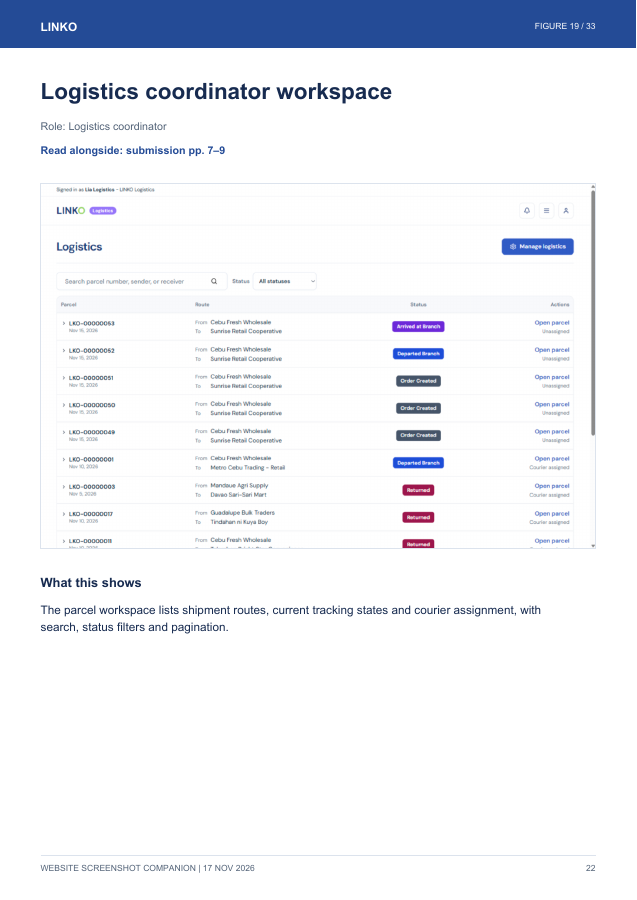 LINKO
FIGURE 19 / 33
Logistics coordinator workspace
Role: Logistics coordinator
Read alongside: submission pp. 7–9
Signed in as Lia Logistics - LINKO Logistics
LINKO Logistics
Logistics
Manage logistics
Search parcel number, sender, or receiver
Status All statuses
Parcel Route Status Actions
LKO-00000053 From Cebu Fresh Wholesale Arrived at Branch Open parcel
Nov 15, 2026 To Sunrise Retail Cooperative Unassigned
LKO-00000052 From Cebu Fresh Wholesale Departed Branch Open parcel
Nov 15, 2026 To Sunrise Retail Cooperative Unassigned
LKO-00000051 From Cebu Fresh Wholesale Order Created Open parcel
Nov 15, 2026 To Sunrise Retail Cooperative Unassigned
LKO-00000050 From Cebu Fresh Wholesale Order Created Open parcel
Nov 15, 2026 To Sunrise Retail Cooperative Unassigned
LKO-00000049 From Cebu Fresh Wholesale Order Created Open parcel
Nov 15, 2026 To Sunrise Retail Cooperative Unassigned
LKO-00000001 From Cebu Fresh Wholesale Departed Branch Open parcel
Nov 10, 2026 To Metro Cebu Trading - Retail Courier assigned
From Mandaue Agri Supply Returned Open parcel
Nov 5, 2026 To Davao Sari-Sari Mart Courier assigned
LKO-00000017 From Guadalupe Bulk Traders Returned Open parcel
Nov 10, 2026 To Tindahan ni Kuya Boy Courier assigned
LKO-00000011 From Cebu Fresh Wholesale Returned Open parcel
What this shows
The parcel workspace lists shipment routes, current tracking states and courier assignment, with
search, status filters and pagination.
WEBSITE SCREENSHOT COMPANION | 17 NOV 2026
22